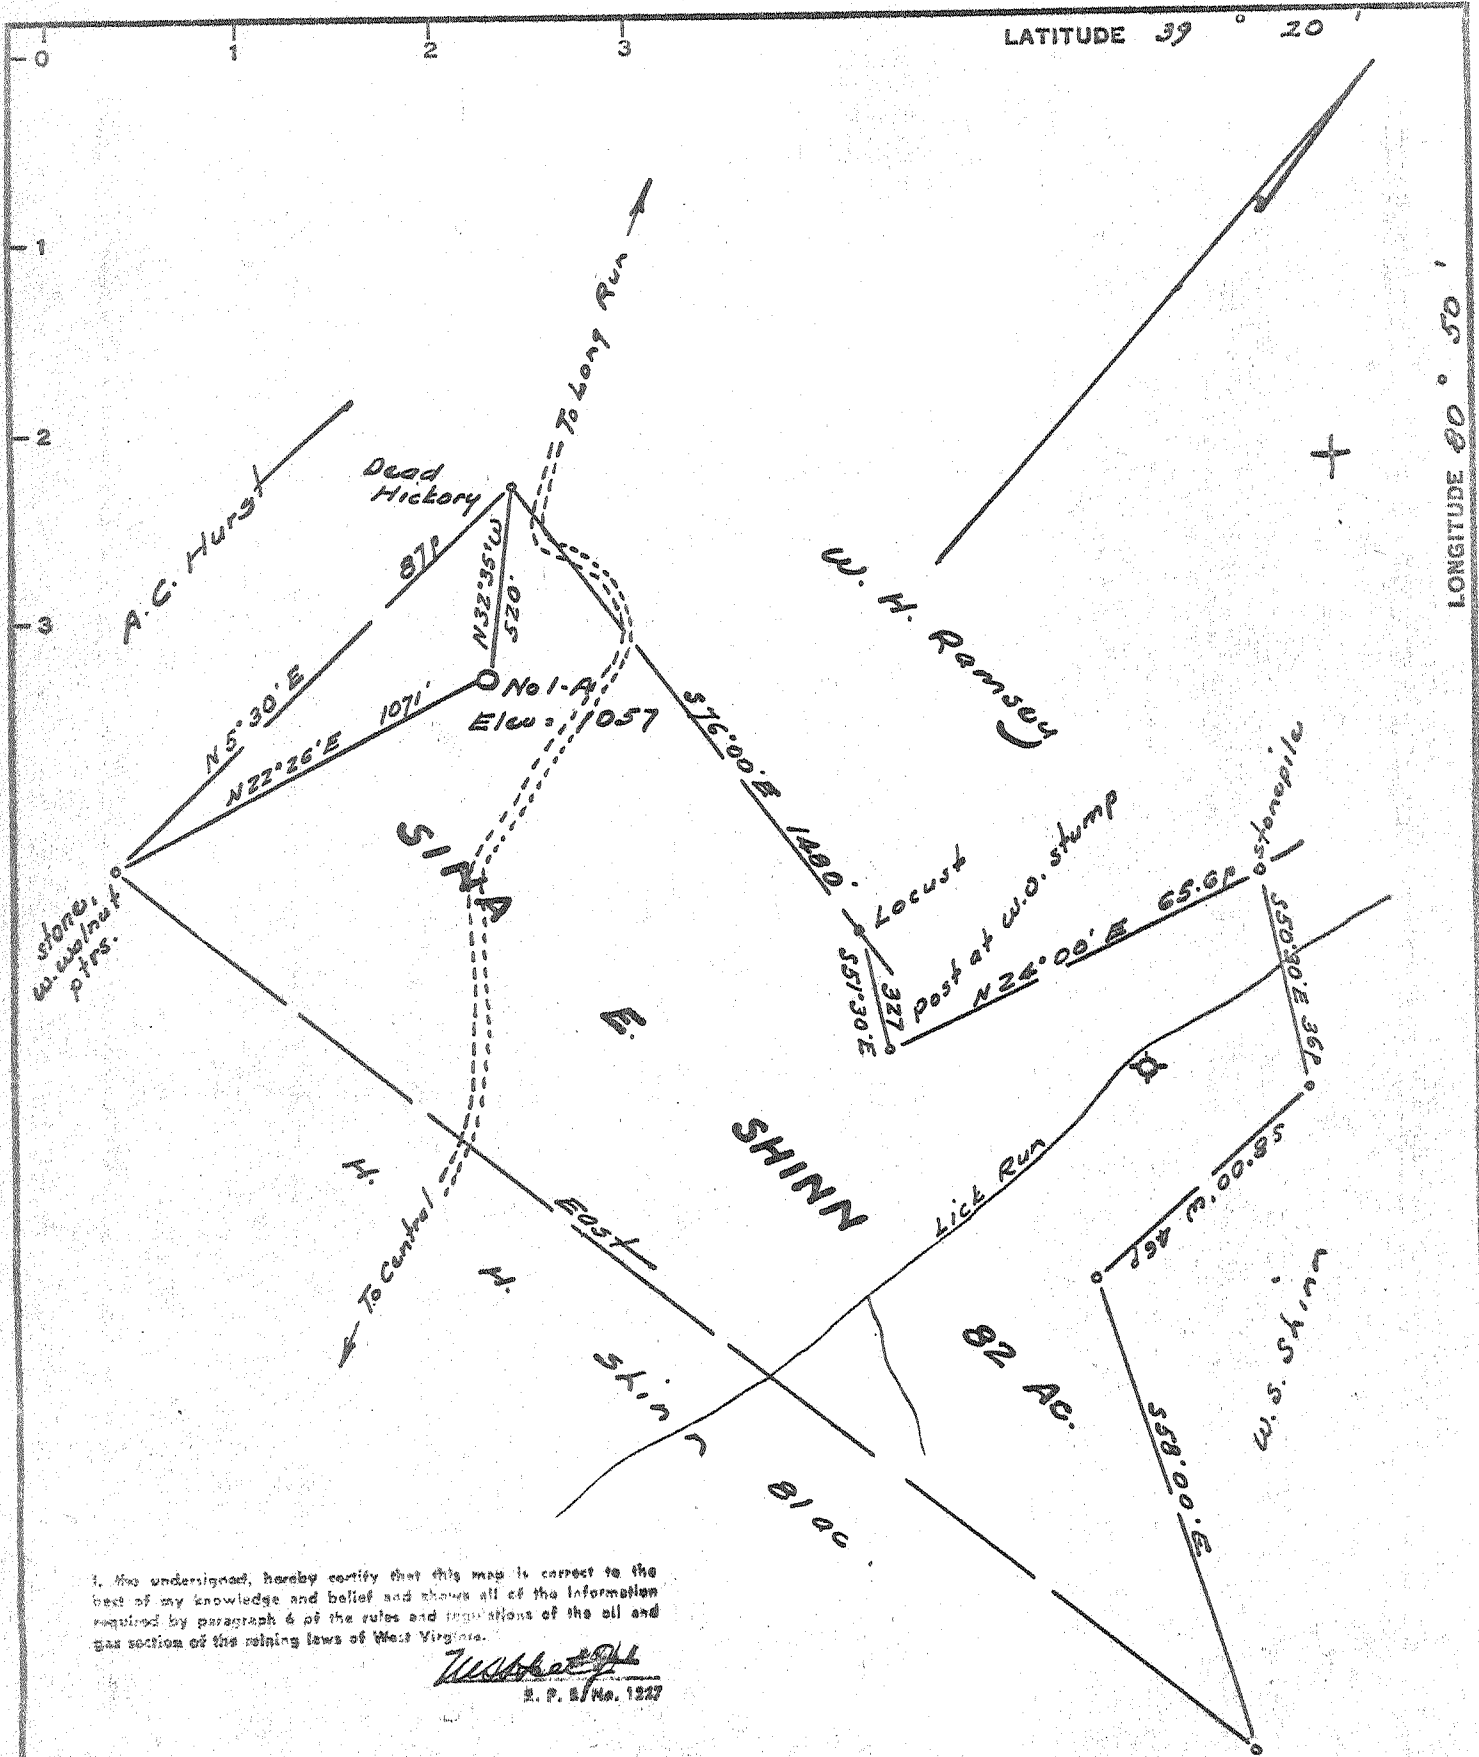 0 1 2 3
LATITUDE 39 ° 20 '
LONGITUDE 80 ° 50 '
1
2
3
To Long Run
A.C. Hurst
Dead
Hickory
87P
N5°30'E
N32°35'W
520'
1071'
N22°26'E
No 1-A
Elev = 1057
W. H. Ramsey
S76°00'E 1480'
Locust
post at W.O. stump
stonepile
65.6P
N24°00'E
S51°30'E
327
S50°30'E 36P
stone,
w. walnut
ptrs.
SINA
E.
SHINN
82 AC.
Lick Run
S8°00'W 46P
W. S. Shinn
S58°00'E
East
To Central
H.
H.
Shinn
81 ac.
I, the undersigned, hereby certify that this map is correct to the
best of my knowledge and belief and shows all of the information
required by paragraph 6 of the rules and regulations of the oil and
gas section of the mining laws of West Virginia.
No. 1227